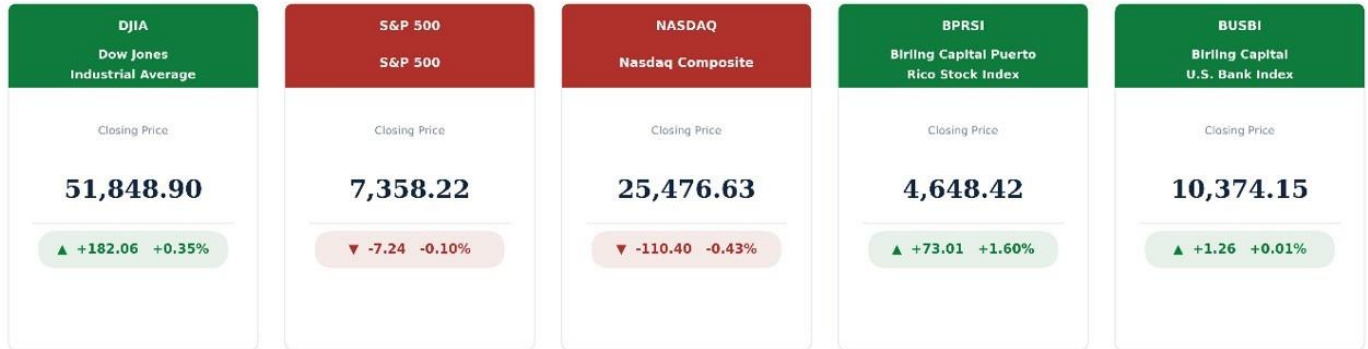 DJIA
Dow Jones
Industrial Average
Closing Price
51,848.90
▲ +182.06 +0.35%
S&P 500
S&P 500
Closing Price
7,358.22
▼ -7.24 -0.10%
NASDAQ
Nasdaq Composite
Closing Price
25,476.63
▼ -110.40 -0.43%
BPRSI
Birling Capital Puerto
Rico Stock Index
Closing Price
4,648.42
▲ +73.01 +1.60%
BUSBI
Birling Capital
U.S. Bank Index
Closing Price
10,374.15
▲ +1.26 +0.01%